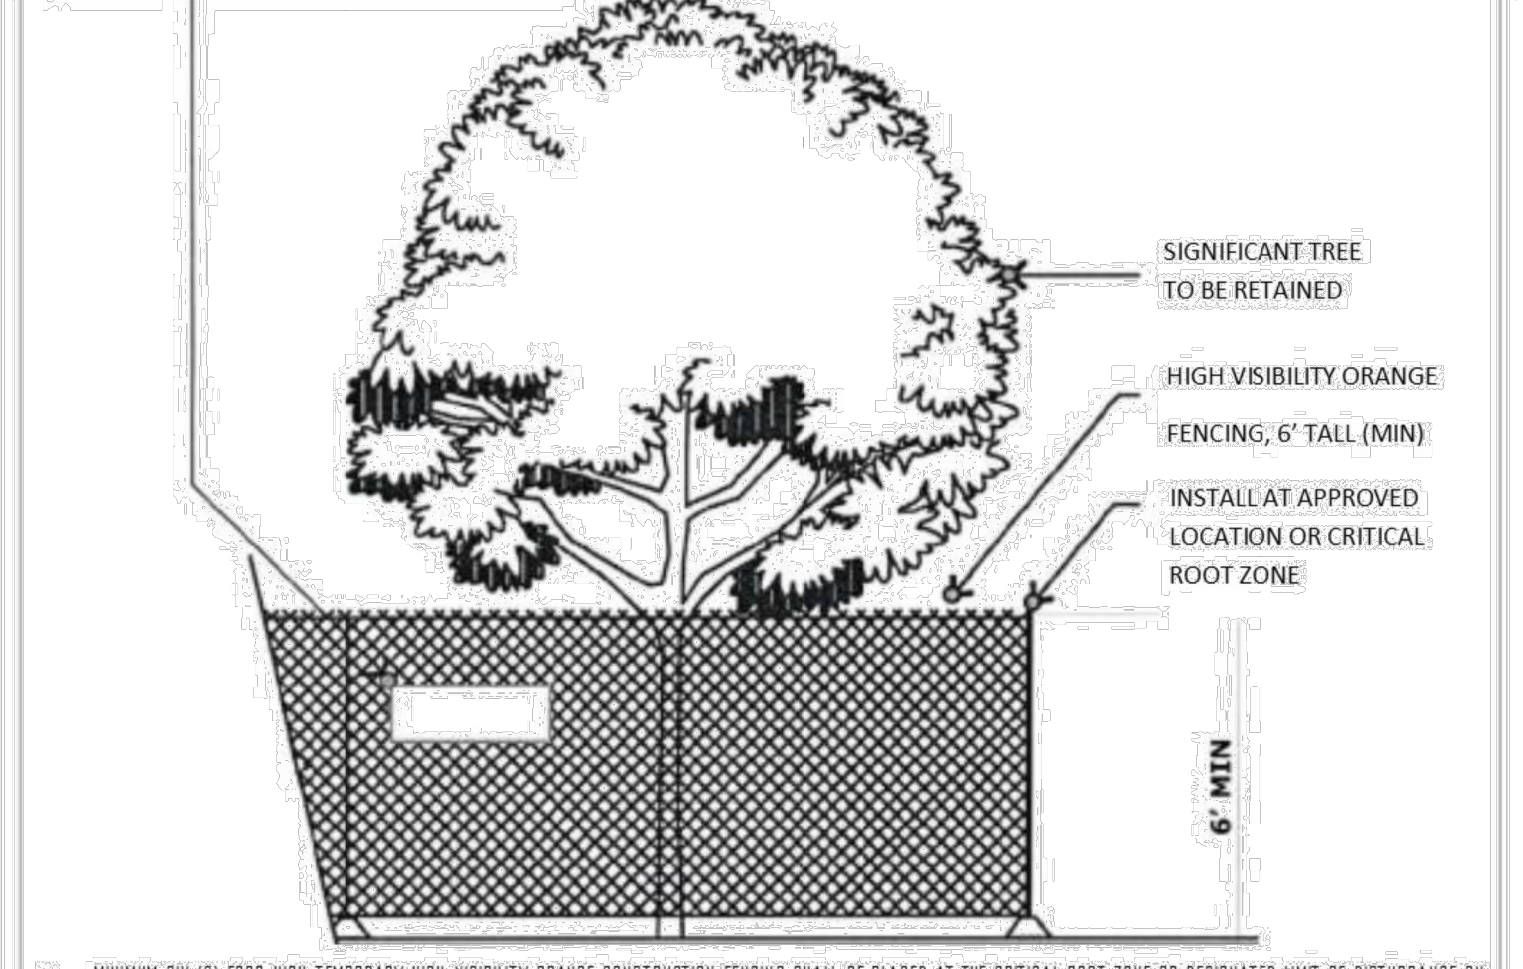 SIGNIFICANT TREE
TO BE RETAINED
HIGH VISIBILITY ORANGE
FENCING, 6' TALL (MIN)
INSTALL AT APPROVED
LOCATION OR CRITICAL
ROOT ZONE
6' MIN